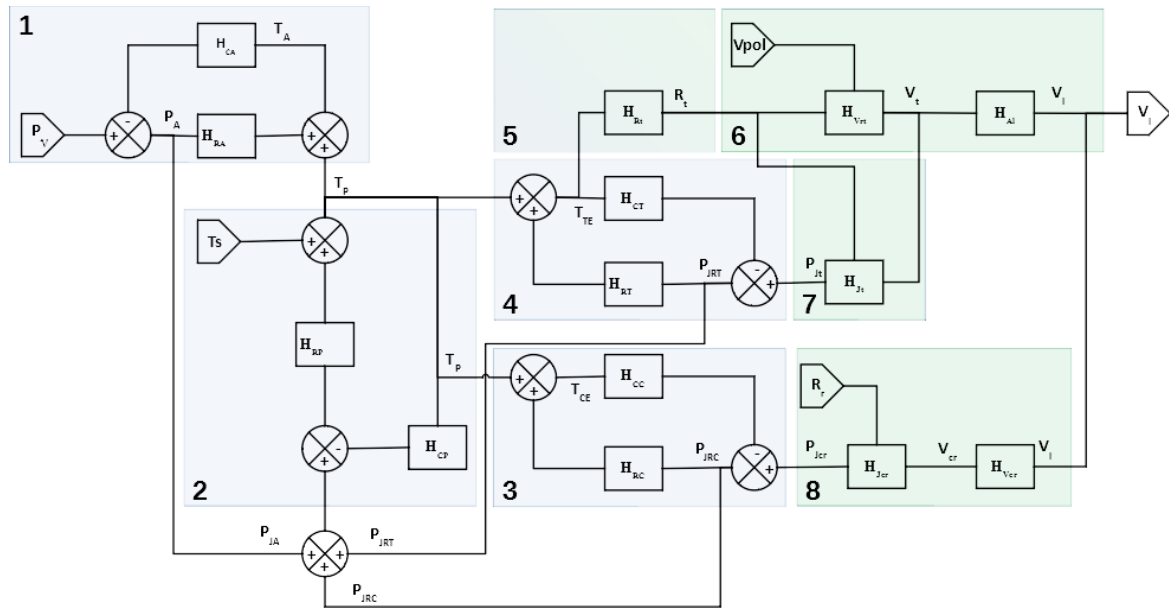 1
H_CA
T_A
P_V
+
-
P_A
H_RA
+
+
5
H_Rt
R_t
6
Vpol
H_Vrt
V_t
H_Al
V_l
V_l
T_P
Ts
+
+
H_RP
+
-
H_CP
2
4
+
+
T_TE
H_CT
H_RT
P_JRT
-
+
7
P_Jt
H_Jt
T_P
3
+
+
T_CE
H_CC
H_RC
P_JRC
-
+
8
R_r
P_Jcr
H_Jcr
V_cr
H_Vcr
V_l
P_JA
+
+
+
+
P_JRT
P_JRC